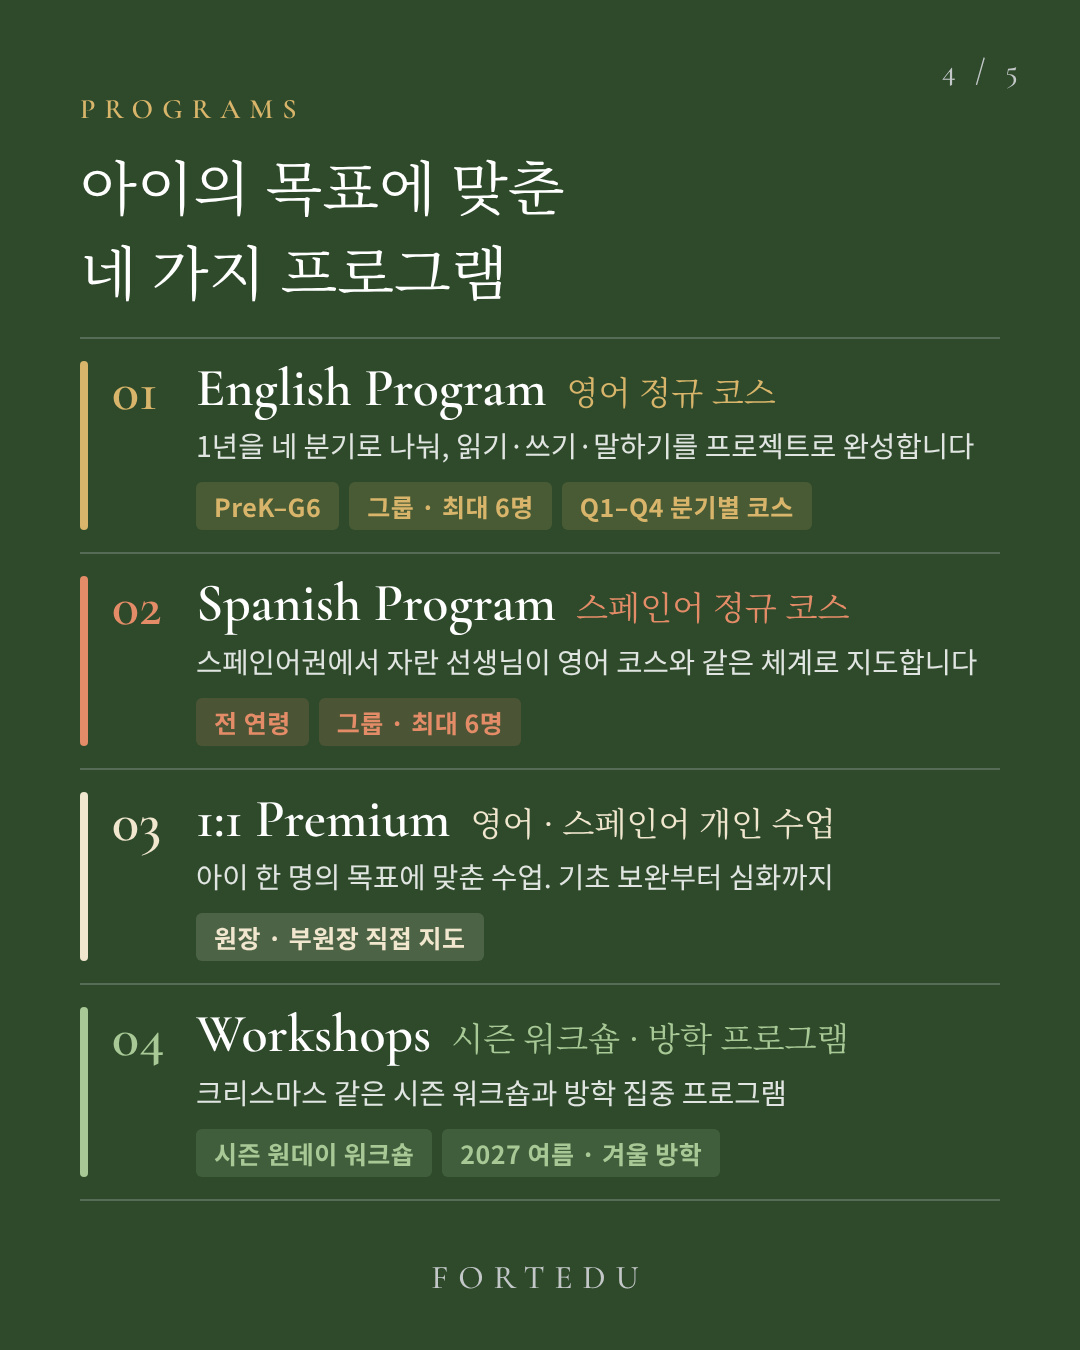 4 / 5
PROGRAMS
아이의 목표에 맞춘
네 가지 프로그램
01 English Program 영어 정규 코스
1년을 네 분기로 나눠, 읽기·쓰기·말하기를 프로젝트로 완성합니다
PreK–G6 그룹 · 최대 6명 Q1–Q4 분기별 코스
02 Spanish Program 스페인어 정규 코스
스페인어권에서 자란 선생님이 영어 코스와 같은 체계로 지도합니다
전 연령 그룹 · 최대 6명
03 1:1 Premium 영어 · 스페인어 개인 수업
아이 한 명의 목표에 맞춘 수업. 기초 보완부터 심화까지
원장 · 부원장 직접 지도
04 Workshops 시즌 워크숍 · 방학 프로그램
크리스마스 같은 시즌 워크숍과 방학 집중 프로그램
시즌 원데이 워크숍 2027 여름 · 겨울 방학
FORTEDU